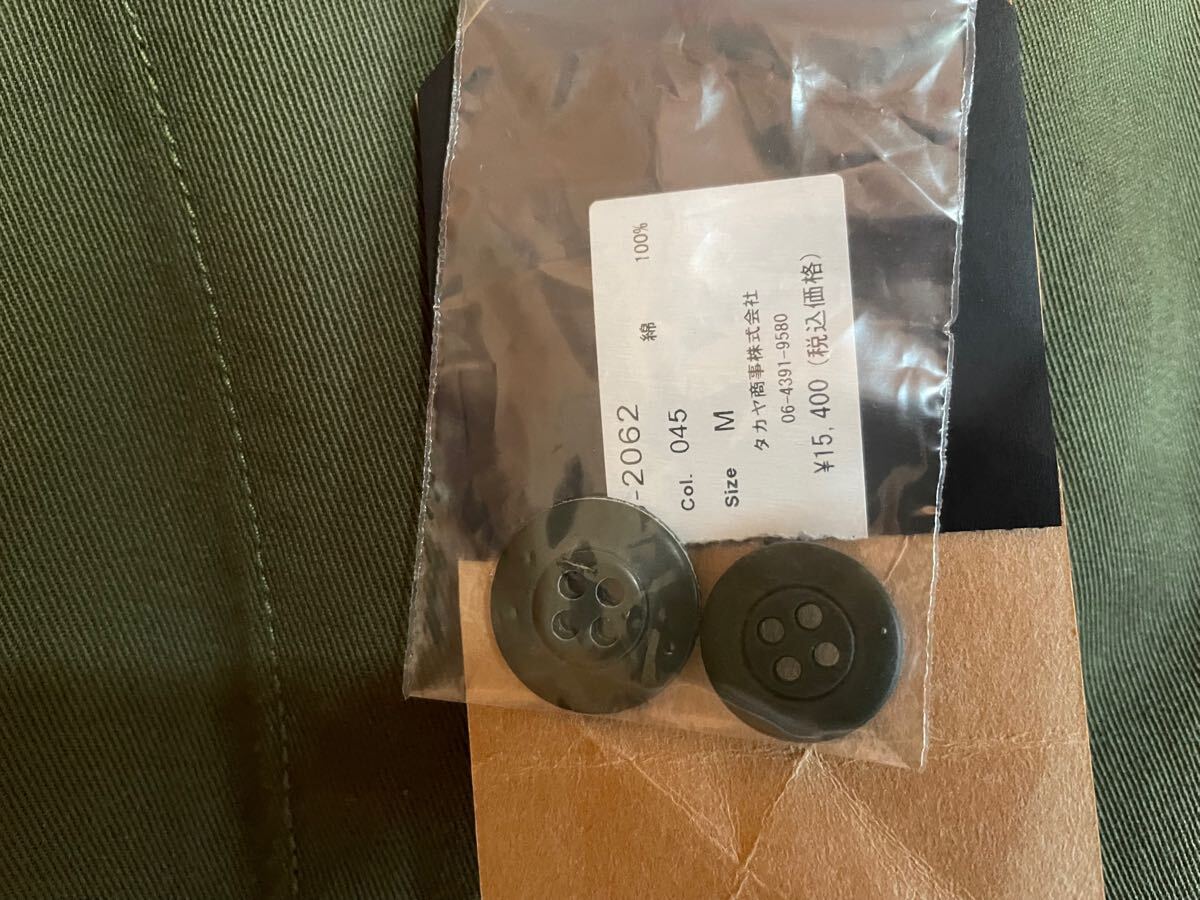 -2062
綿 100%
Col. 045
Size M
タカヤ商事株式会社
06-4391-9580
¥15,400 (税込価格)